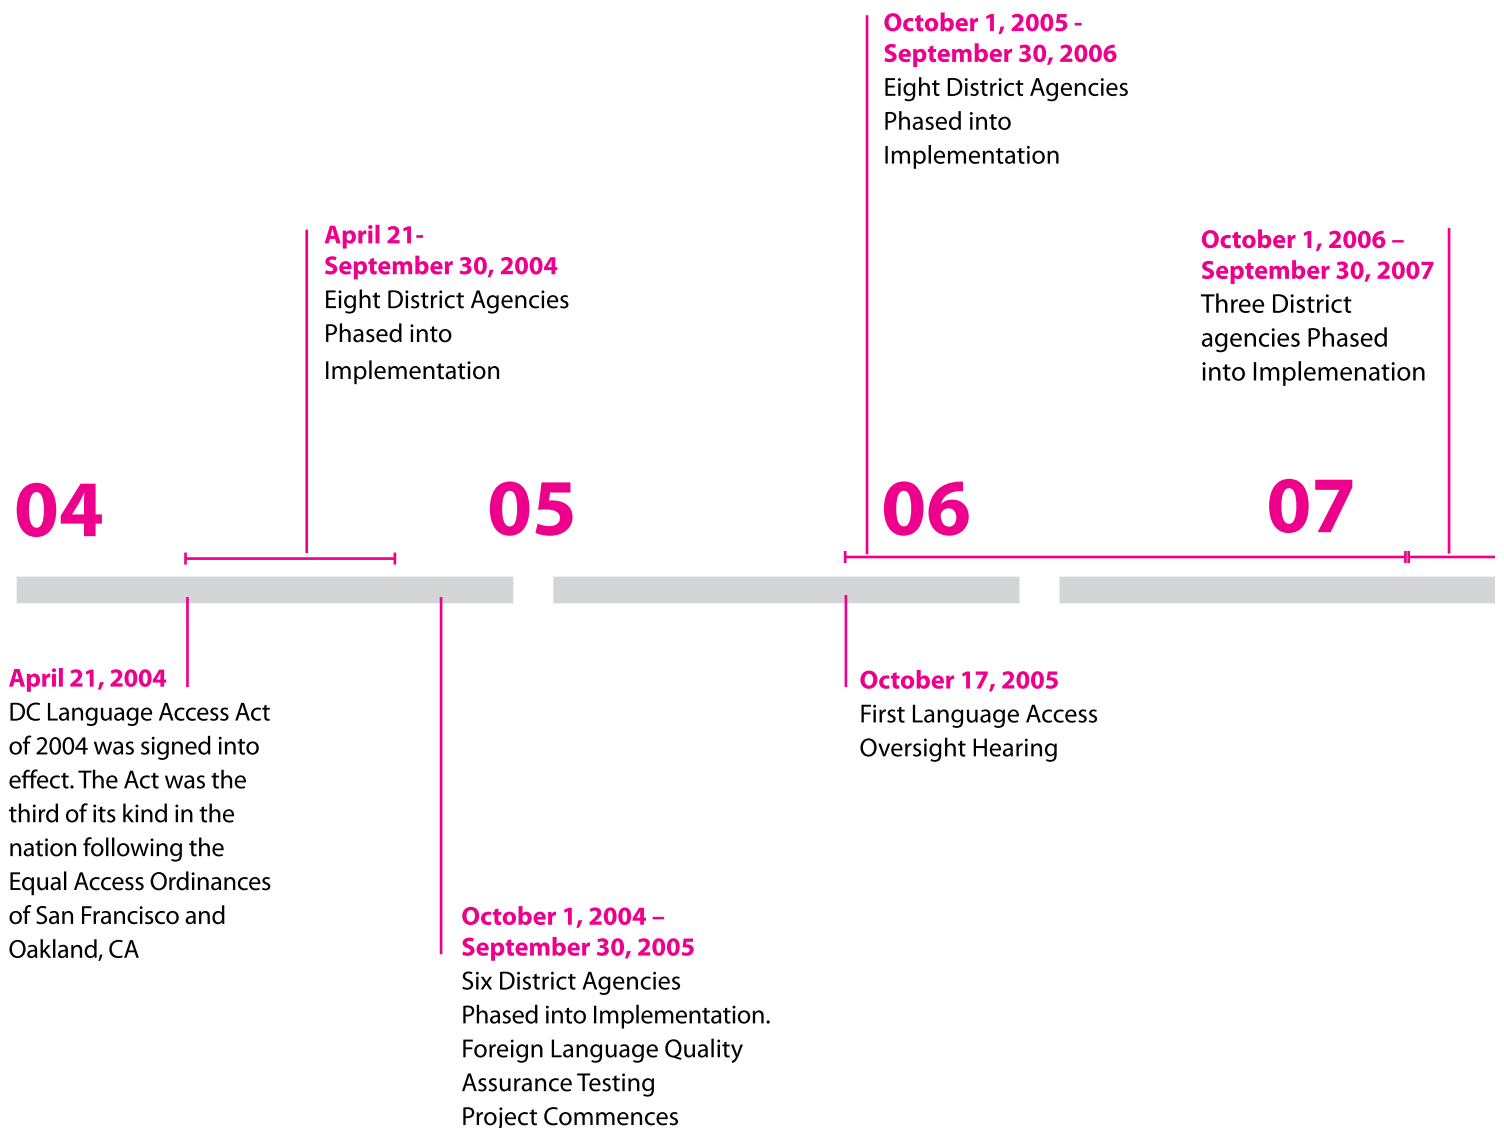 October 1, 2005 -
September 30, 2006
Eight District Agencies
Phased into
Implementation
April 21-
September 30, 2004
Eight District Agencies
Phased into
Implementation
October 1, 2006 –
September 30, 2007
Three District
agencies Phased
into Implemenation
04
05
06
07
April 21, 2004
DC Language Access Act
of 2004 was signed into
effect. The Act was the
third of its kind in the
nation following the
Equal Access Ordinances
of San Francisco and
Oakland, CA
October 17, 2005
First Language Access
Oversight Hearing
October 1, 2004 –
September 30, 2005
Six District Agencies
Phased into Implementation.
Foreign Language Quality
Assurance Testing
Project Commences